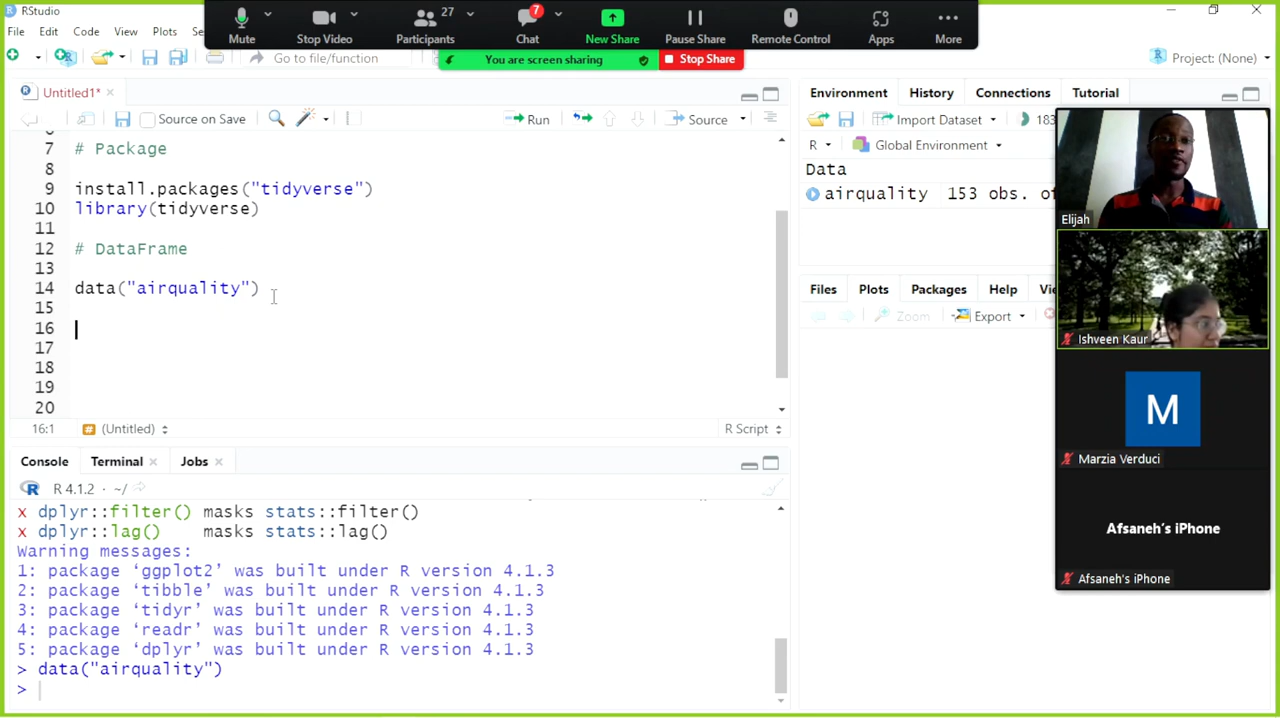 RStudio
File Edit Code View Plots Se
Mute
Stop Video
27
Participants
7
Chat
New Share
Pause Share
Remote Control
Apps
More
You are screen sharing
Stop Share
Go to file/function
Project: (None)
Untitled1*
Source on Save
Run
Source
7 # Package
8
9 install.packages("tidyverse")
10 library(tidyverse)
11
12 # DataFrame
13
14 data("airquality")
15
16
17
18
19
20
16:1 (Untitled) R Script
Console Terminal Jobs
R 4.1.2 · ~/
x dplyr::filter() masks stats::filter()
x dplyr::lag() masks stats::lag()
Warning messages:
1: package ‘ggplot2’ was built under R version 4.1.3
2: package ‘tibble’ was built under R version 4.1.3
3: package ‘tidyr’ was built under R version 4.1.3
4: package ‘readr’ was built under R version 4.1.3
5: package ‘dplyr’ was built under R version 4.1.3
> data("airquality")
>
Environment History Connections Tutorial
Import Dataset 183
R Global Environment
Data
airquality 153 obs. of
Files Plots Packages Help Vi
Zoom Export
Elijah
Ishveen Kaur
M
Marzia Verduci
Afsaneh's iPhone
Afsaneh's iPhone